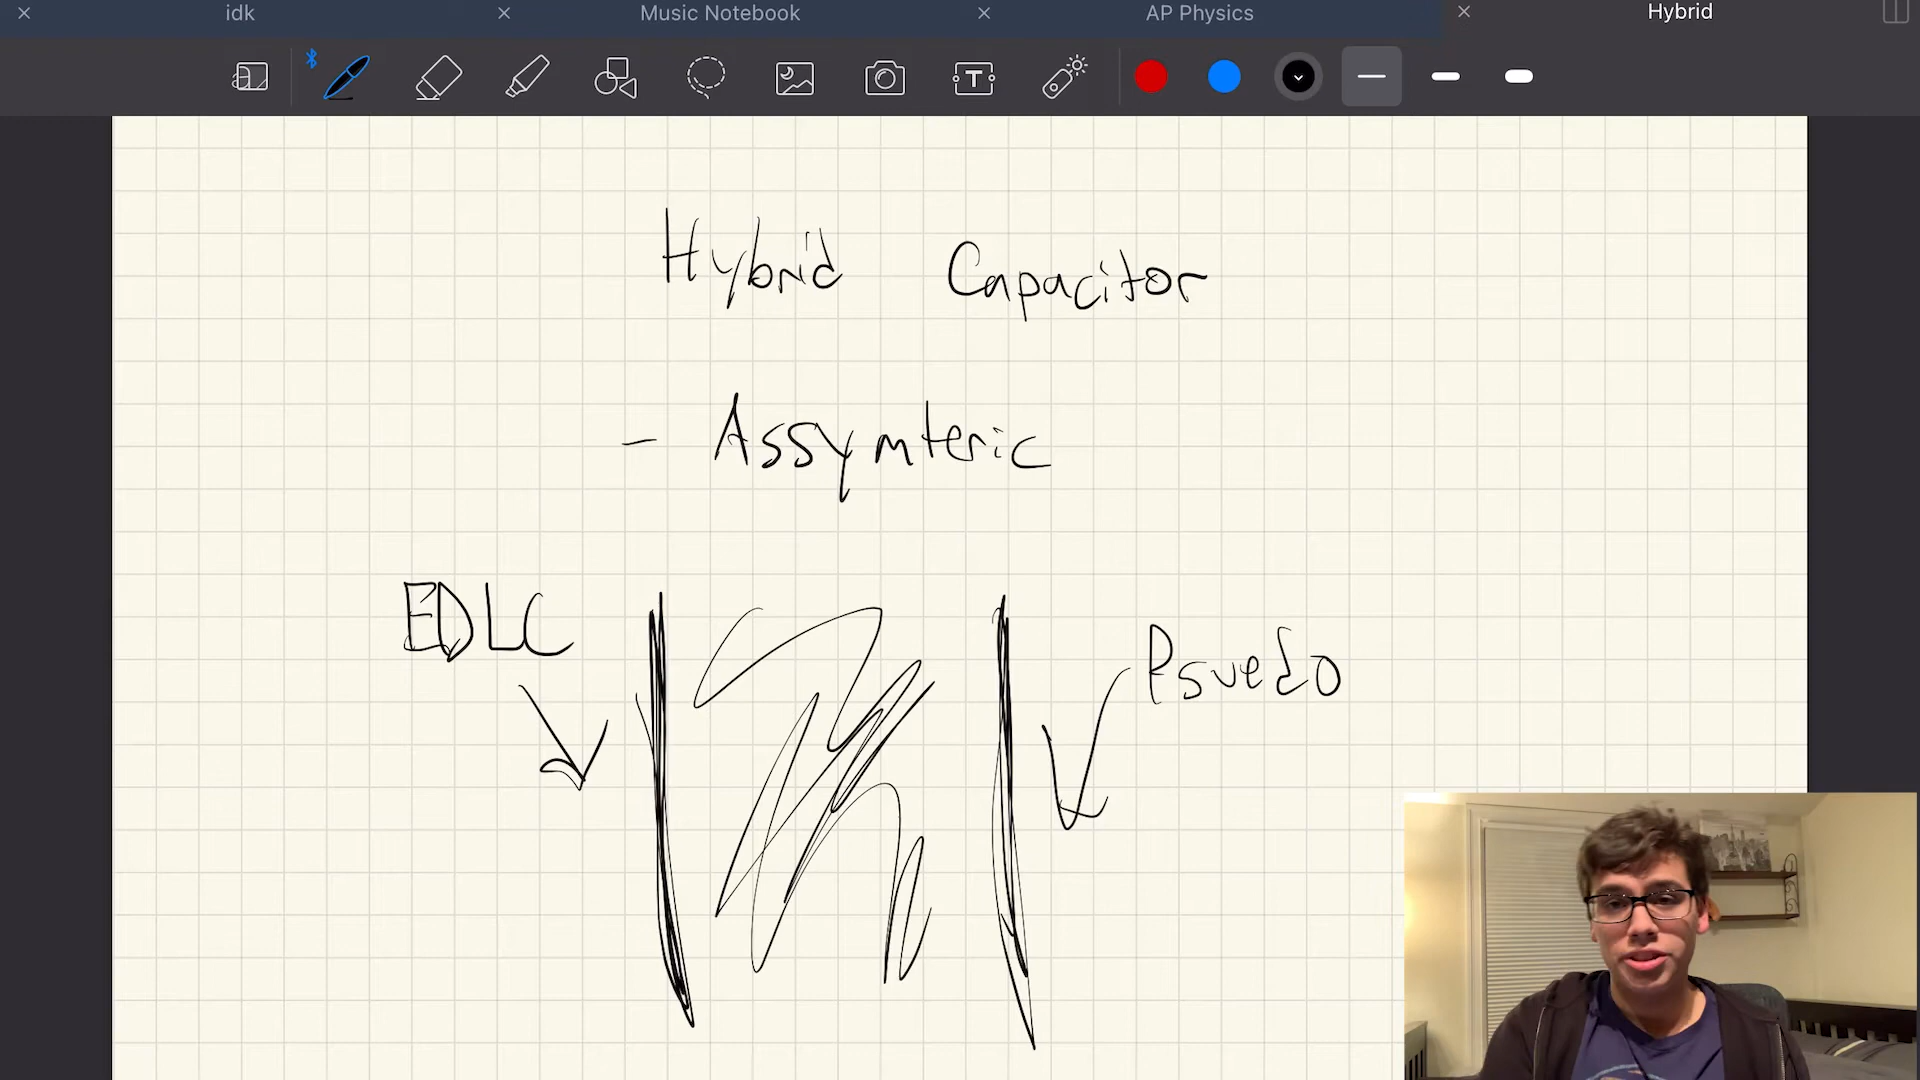 idk
Music Notebook
AP Physics
Hybrid
a
T
Hybrid Capacitor
- Assymteric
EDLC
Psuedo